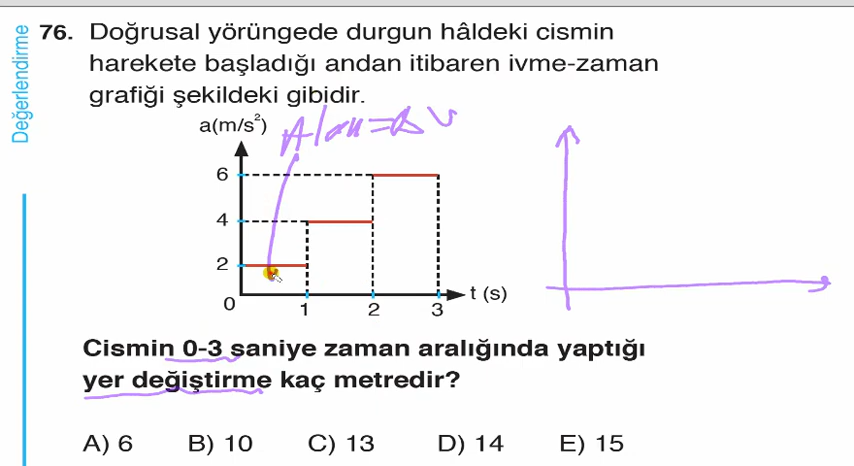 Değerlendirme
76. Doğrusal yörüngede durgun hâldeki cismin
harekete başladığı andan itibaren ivme-zaman
grafiği şekildeki gibidir.
a(m/s²)
Alan=ΔV
6
4
2
0 1 2 3 t (s)
Cismin 0-3 saniye zaman aralığında yaptığı
yer değiştirme kaç metredir?
A) 6 B) 10 C) 13 D) 14 E) 15